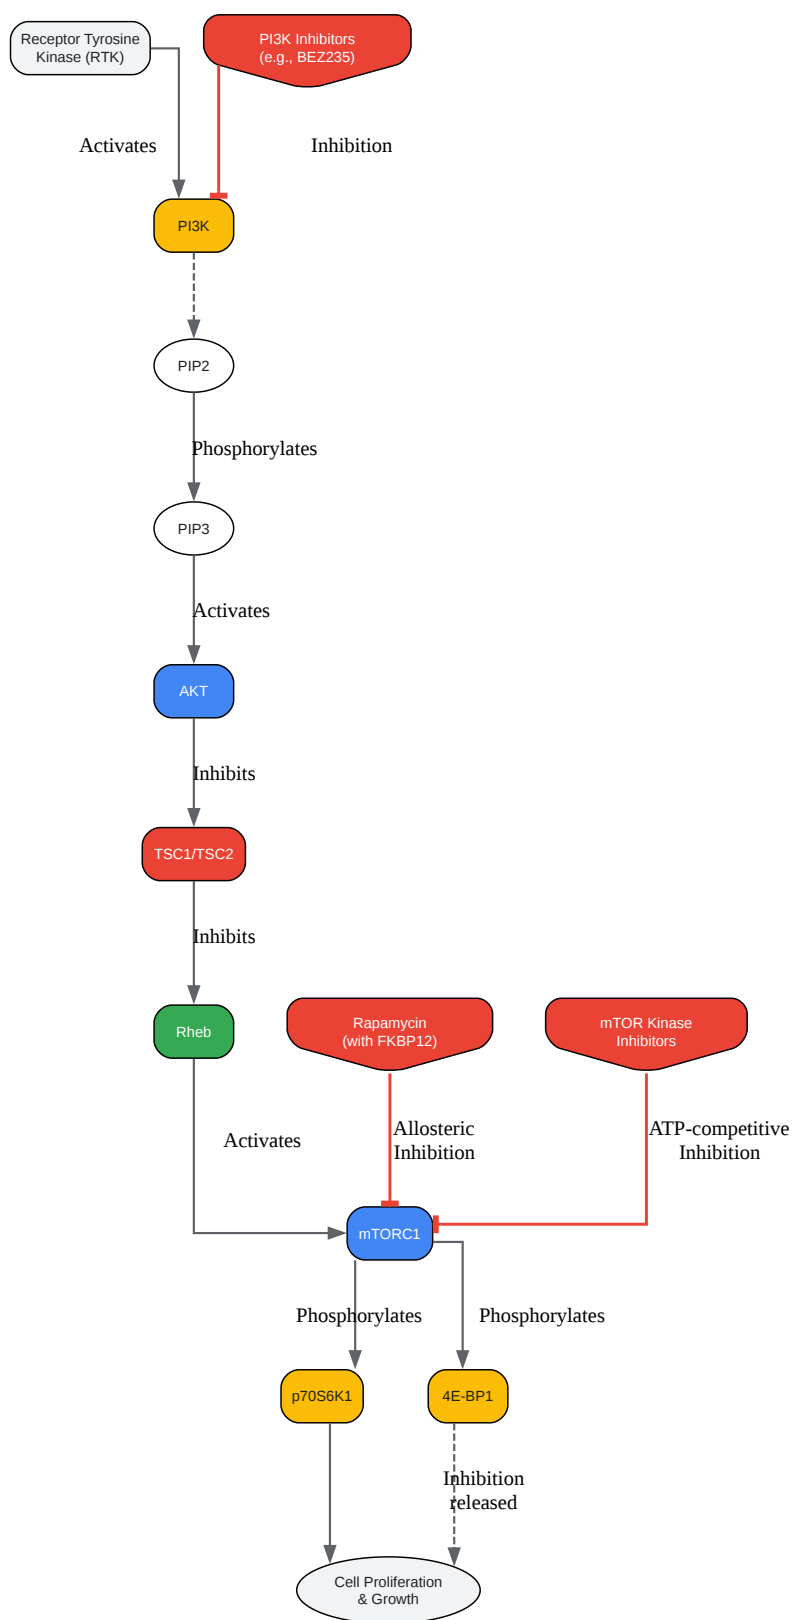 Receptor Tyrosine
Kinase (RTK)
PI3K Inhibitors
(e.g., BEZ235)
Activates
Inhibition
PI3K
PIP2
Phosphorylates
PIP3
Activates
AKT
Inhibits
TSC1/TSC2
Inhibits
Rheb
Rapamycin
(with FKBP12)
mTOR Kinase
Inhibitors
Activates
Allosteric
Inhibition
ATP-competitive
Inhibition
mTORC1
Phosphorylates
Phosphorylates
p70S6K1
4E-BP1
Inhibition
released
Cell Proliferation
& Growth